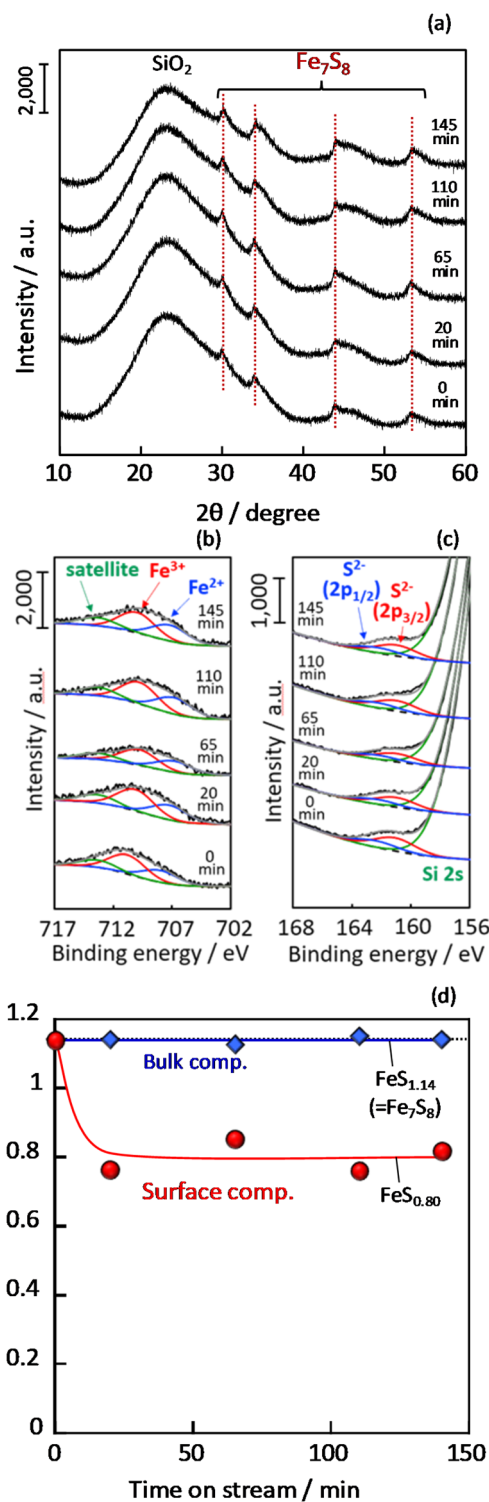 (a)
SiO2
Fe7S8
2,000
145
min
110
min
65
min
20
min
0
min
Intensity / a.u.
10 20 30 40 50 60
2θ / degree
(b)
2,000
satellite
Fe3+
Fe2+
145
min
110
min
65
min
20
min
0
min
Intensity / a.u.
717 712 707 702
Binding energy / eV
(c)
1,000
S2-
(2p1/2)
S2-
(2p3/2)
145
min
110
min
65
min
20
min
0
min
Si 2s
Intensity / a.u.
168 164 160 156
Binding energy / eV
(d)
1.2
1
0.8
0.6
0.4
0.2
0
Bulk comp.
FeS1.14
(=Fe7S8)
Surface comp.
FeS0.80
0 50 100 150
Time on stream / min